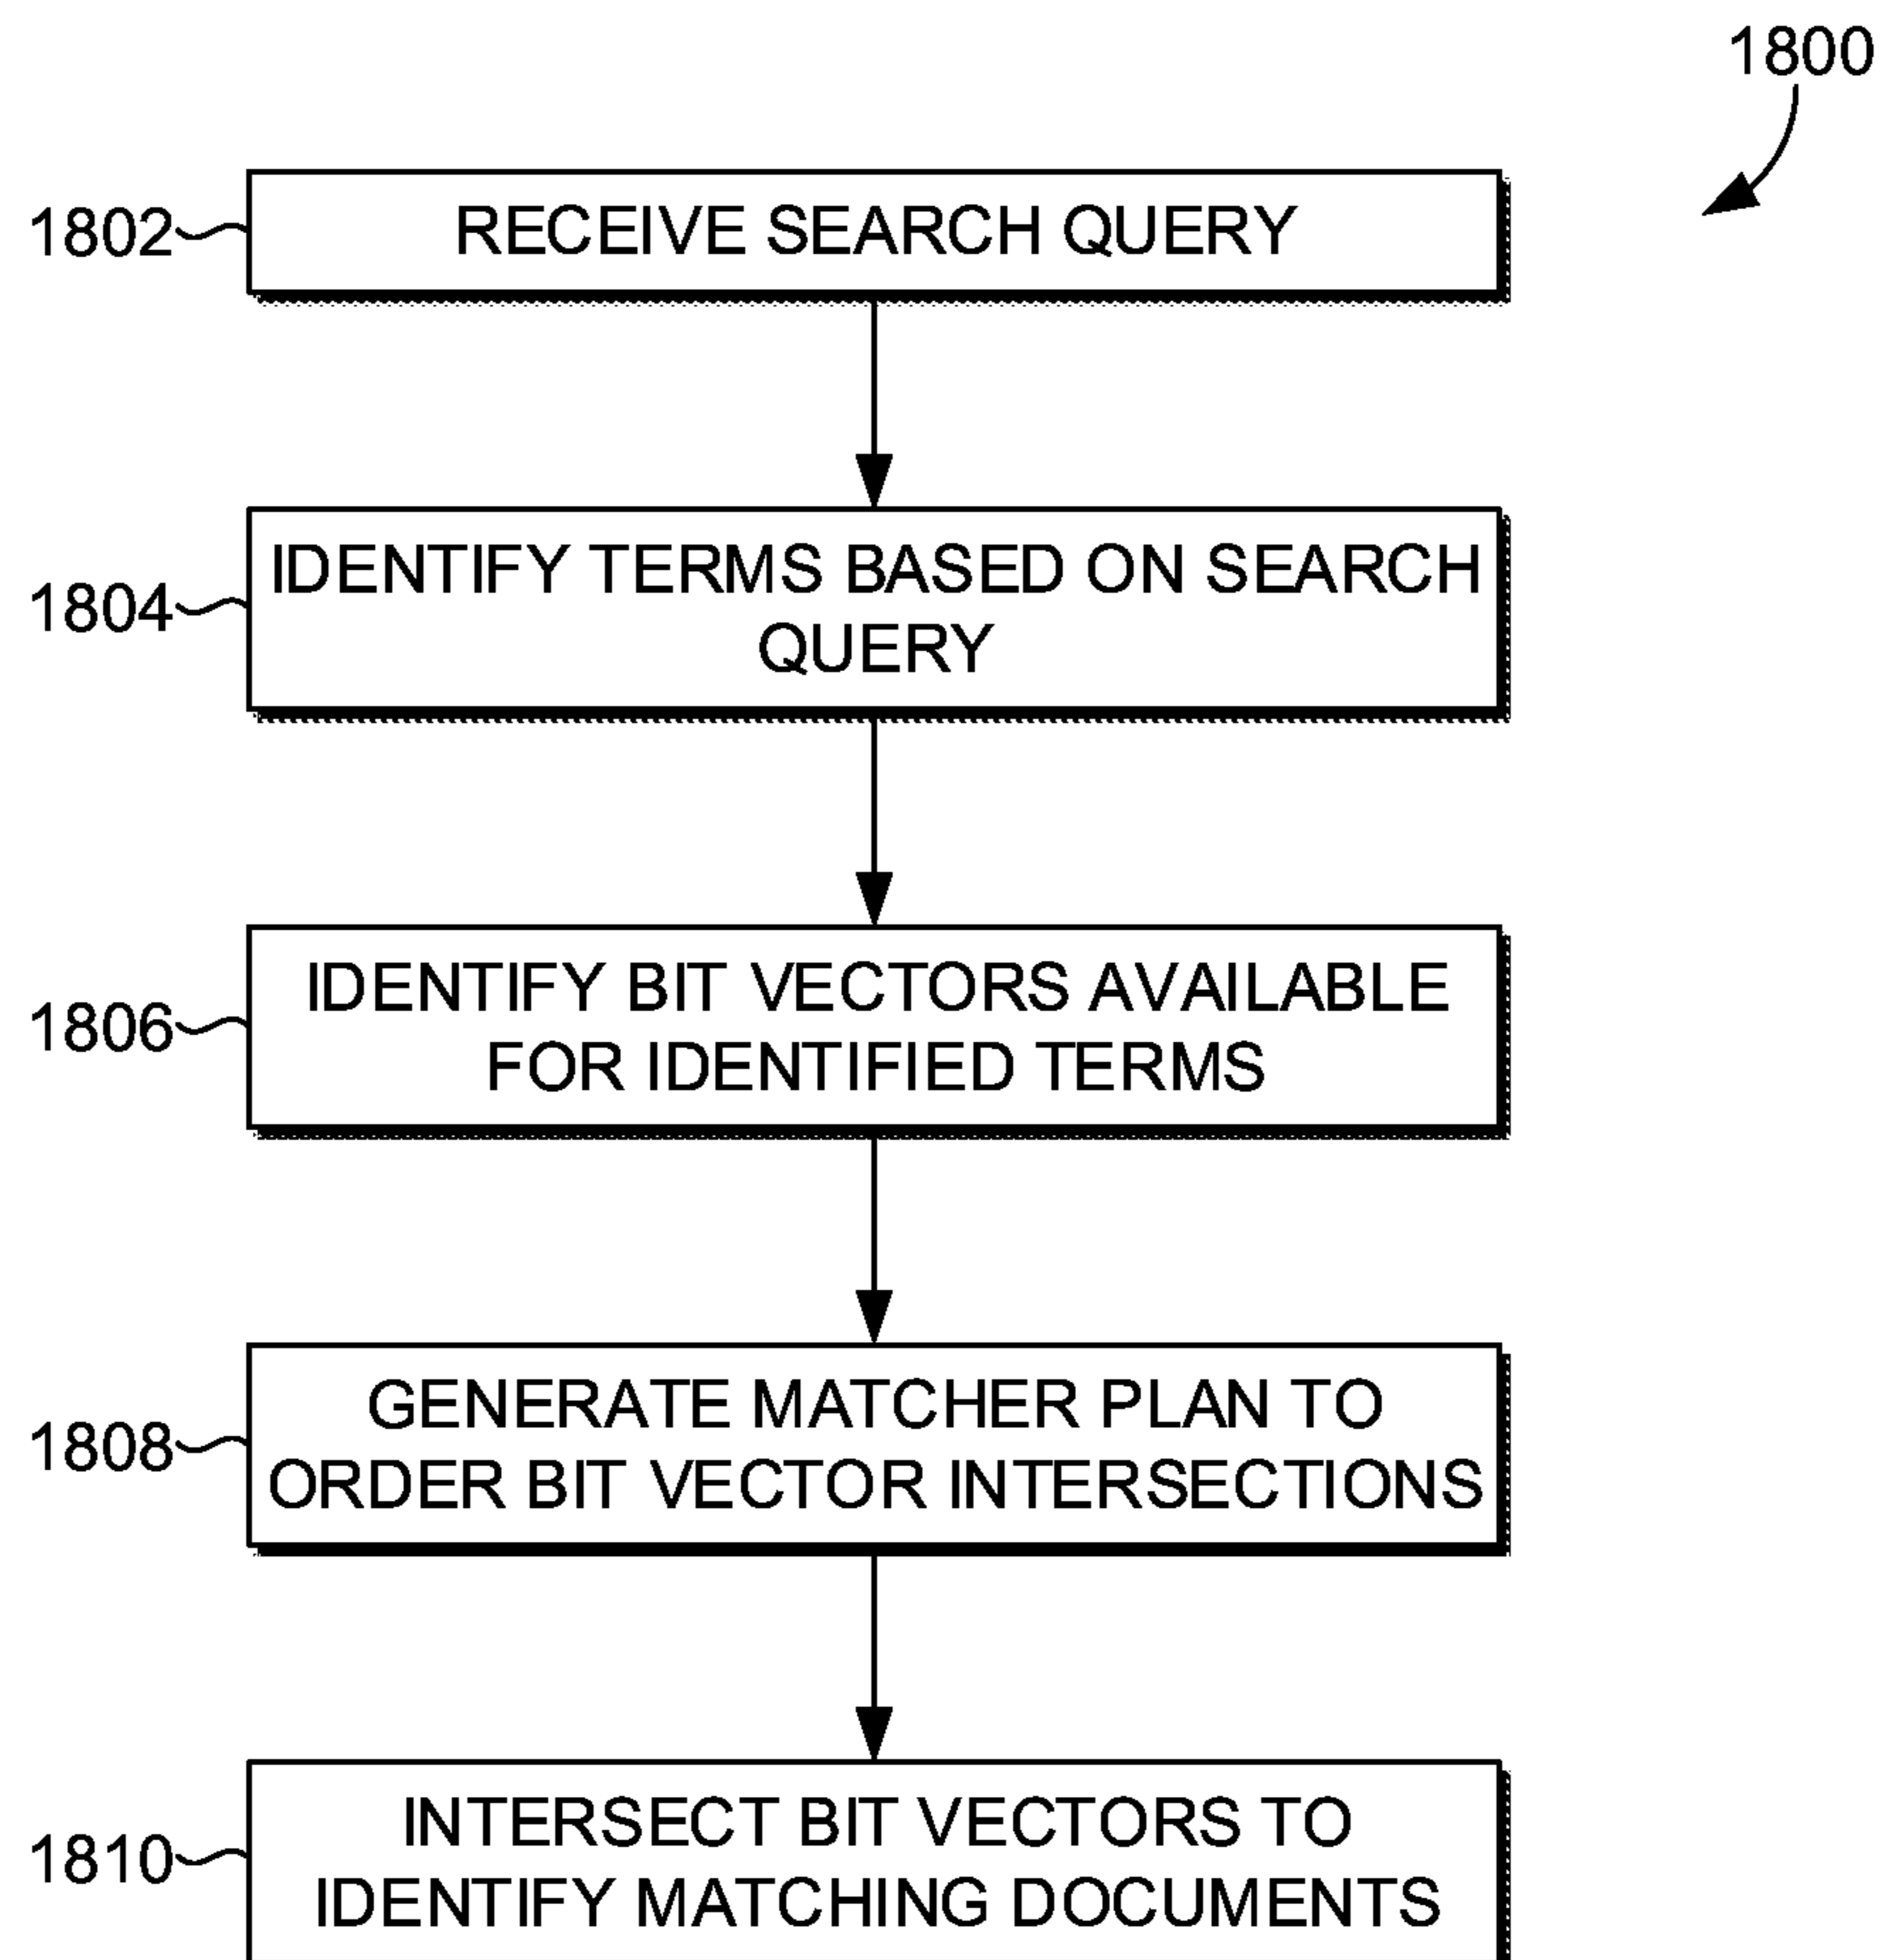 1800
1802
RECEIVE SEARCH QUERY
1804
IDENTIFY TERMS BASED ON SEARCH
QUERY
1806
IDENTIFY BIT VECTORS AVAILABLE
FOR IDENTIFIED TERMS
1808
GENERATE MATCHER PLAN TO
ORDER BIT VECTOR INTERSECTIONS
1810
INTERSECT BIT VECTORS TO
IDENTIFY MATCHING DOCUMENTS